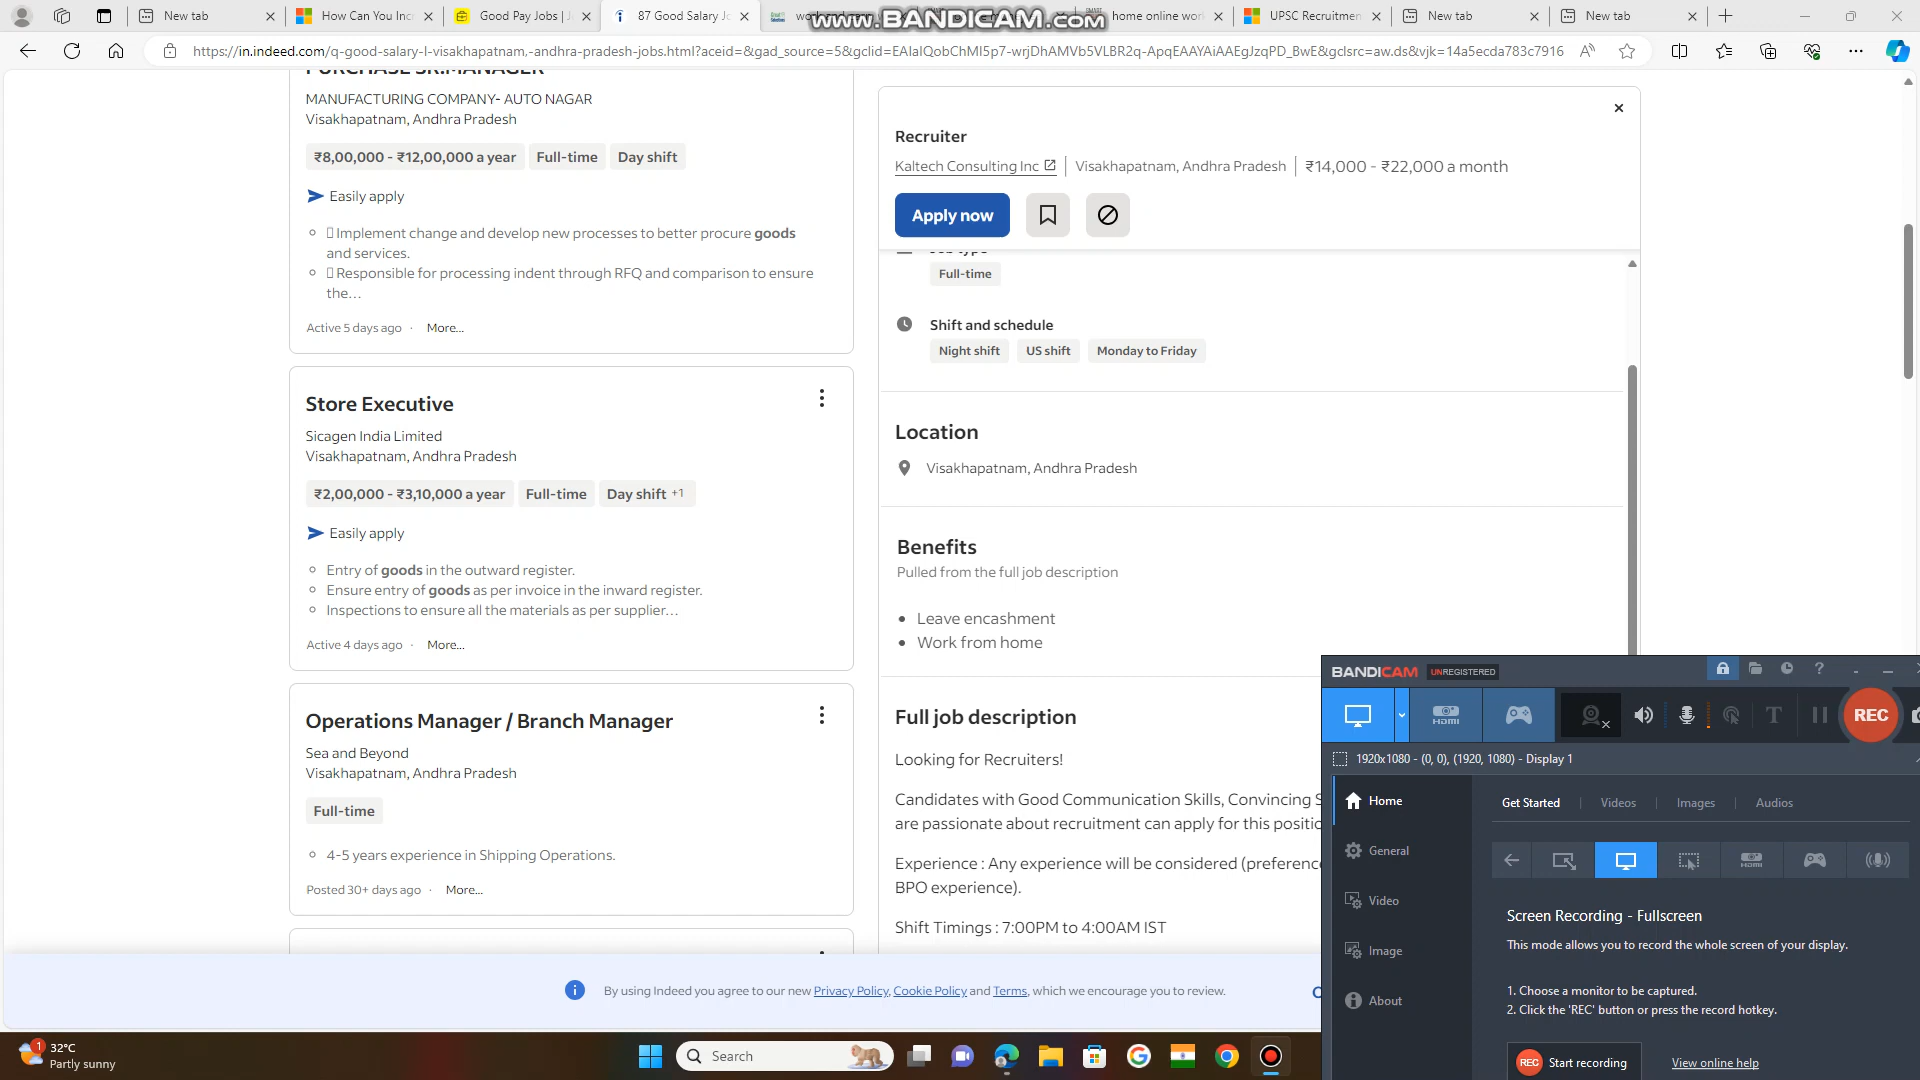 New tab
How Can You Inc
Good Pay Jobs | J
87 Good Salary Jo
home online wor
UPSC Recruitmen
New tab
New tab
www.BANDICAM.com
https://in.indeed.com/q-good-salary-l-visakhapatnam,-andhra-pradesh-jobs.html?aceid=&gad_source=5&gclid=EAIaIQobChMI5p7-wrjDhAMVb5VLBR2q-ApqEAAYAiAAEgJzqPD_BwE&gclsrc=aw.ds&vjk=14a5ecda783c7916
PURCHASE SR.MANAGER
MANUFACTURING COMPANY- AUTO NAGAR
Visakhapatnam, Andhra Pradesh
₹8,00,000 - ₹12,00,000 a year
Full-time
Day shift
Easily apply
Implement change and develop new processes to better procure goods
and services.
Responsible for processing indent through RFQ and comparison to ensure
the…
Active 5 days ago · More...
Store Executive
Sicagen India Limited
Visakhapatnam, Andhra Pradesh
₹2,00,000 - ₹3,10,000 a year
Full-time
Day shift +1
Easily apply
Entry of goods in the outward register.
Ensure entry of goods as per invoice in the inward register.
Inspections to ensure all the materials as per supplier…
Active 4 days ago · More...
Operations Manager / Branch Manager
Sea and Beyond
Visakhapatnam, Andhra Pradesh
Full-time
4-5 years experience in Shipping Operations.
Posted 30+ days ago · More...
Recruiter
Kaltech Consulting Inc
Visakhapatnam, Andhra Pradesh
₹14,000 - ₹22,000 a month
Apply now
Job type
Full-time
Shift and schedule
Night shift
US shift
Monday to Friday
Location
Visakhapatnam, Andhra Pradesh
Benefits
Pulled from the full job description
Leave encashment
Work from home
Full job description
Looking for Recruiters!
Candidates with Good Communication Skills, Convincing S
are passionate about recruitment can apply for this positio
Experience : Any experience will be considered (preference
BPO experience).
Shift Timings : 7:00PM to 4:00AM IST
By using Indeed you agree to our new Privacy Policy, Cookie Policy and Terms, which we encourage you to review.
BANDICAM UNREGISTERED
HDMI
REC
1920x1080 - (0, 0), (1920, 1080) - Display 1
Home
General
Video
Image
About
Get Started
Videos
Images
Audios
HDMI
Screen Recording - Fullscreen
This mode allows you to record the whole screen of your display.
1. Choose a monitor to be captured.
2. Click the 'REC' button or press the record hotkey.
REC Start recording
View online help
1
32°C
Partly sunny
Search